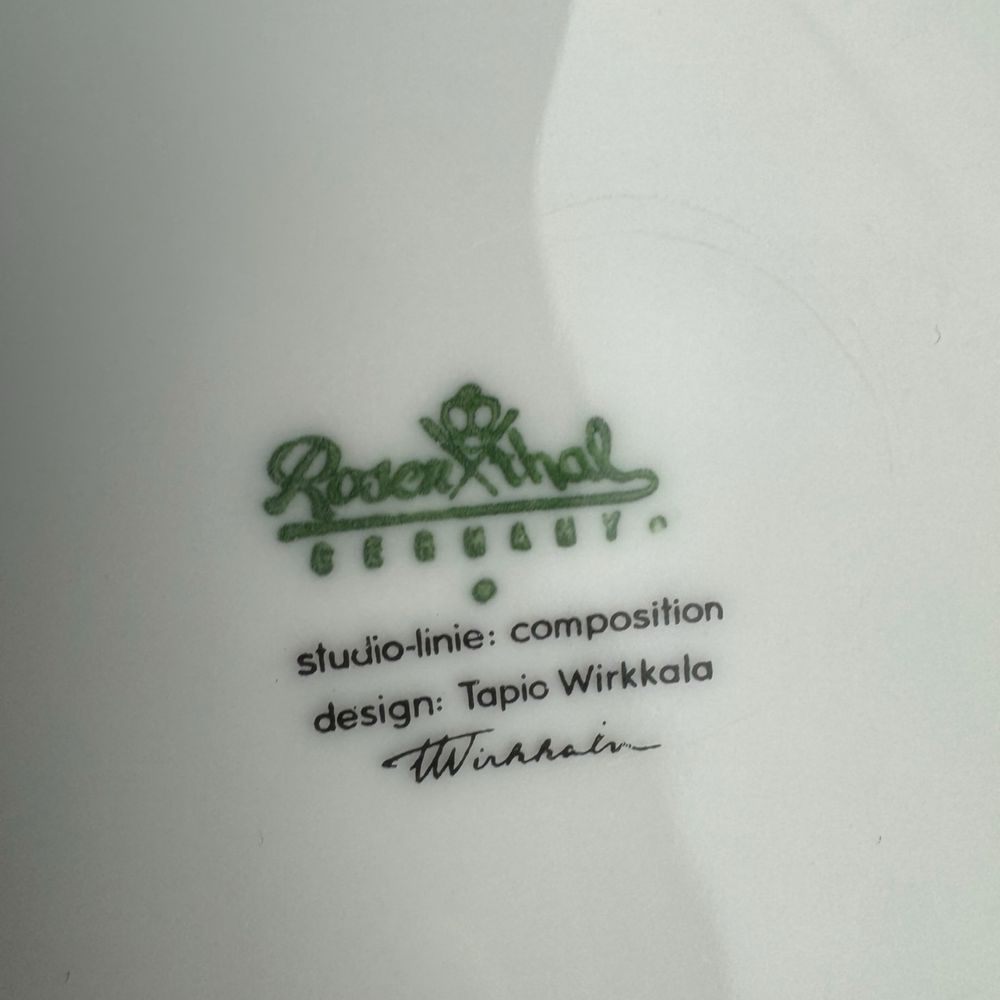 Rosenthal
GERMANY
studio-linie: composition
design: Tapio Wirkkala
TWirkkala